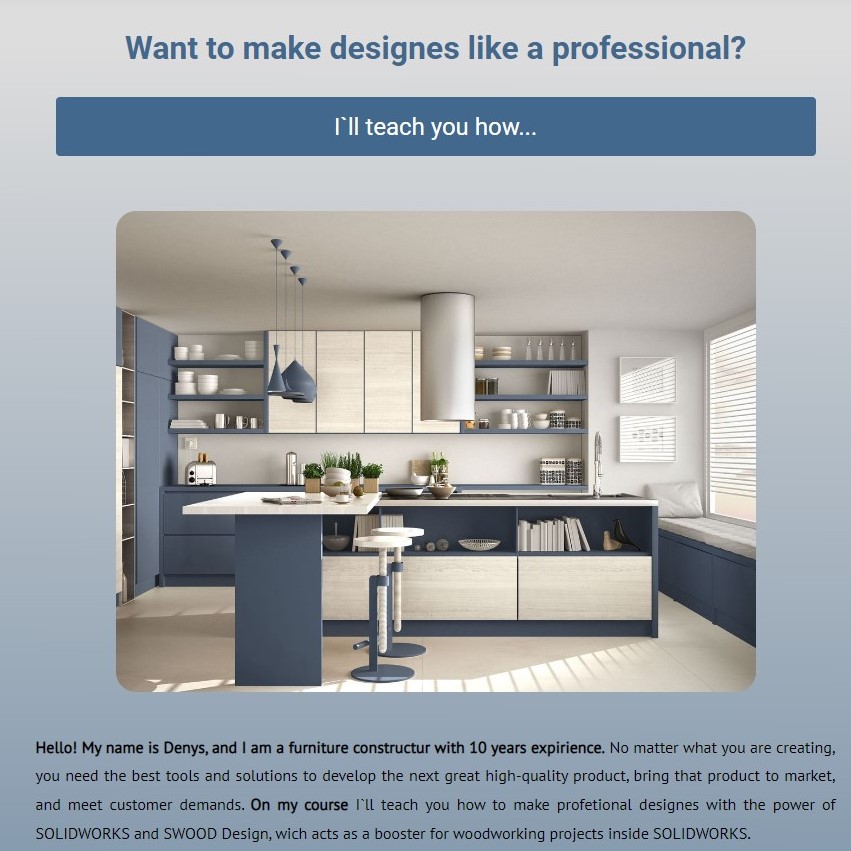 Want to make designes like a professional?
I`ll teach you how...
Hello! My name is Denys, and I am a furniture constructur with 10 years expirience. No matter what you are creating,
you need the best tools and solutions to develop the next great high-quality product, bring that product to market,
and meet customer demands. On my course I`ll teach you how to make profetional designes with the power of
SOLIDWORKS and SWOOD Design, wich acts as a booster for woodworking projects inside SOLIDWORKS.